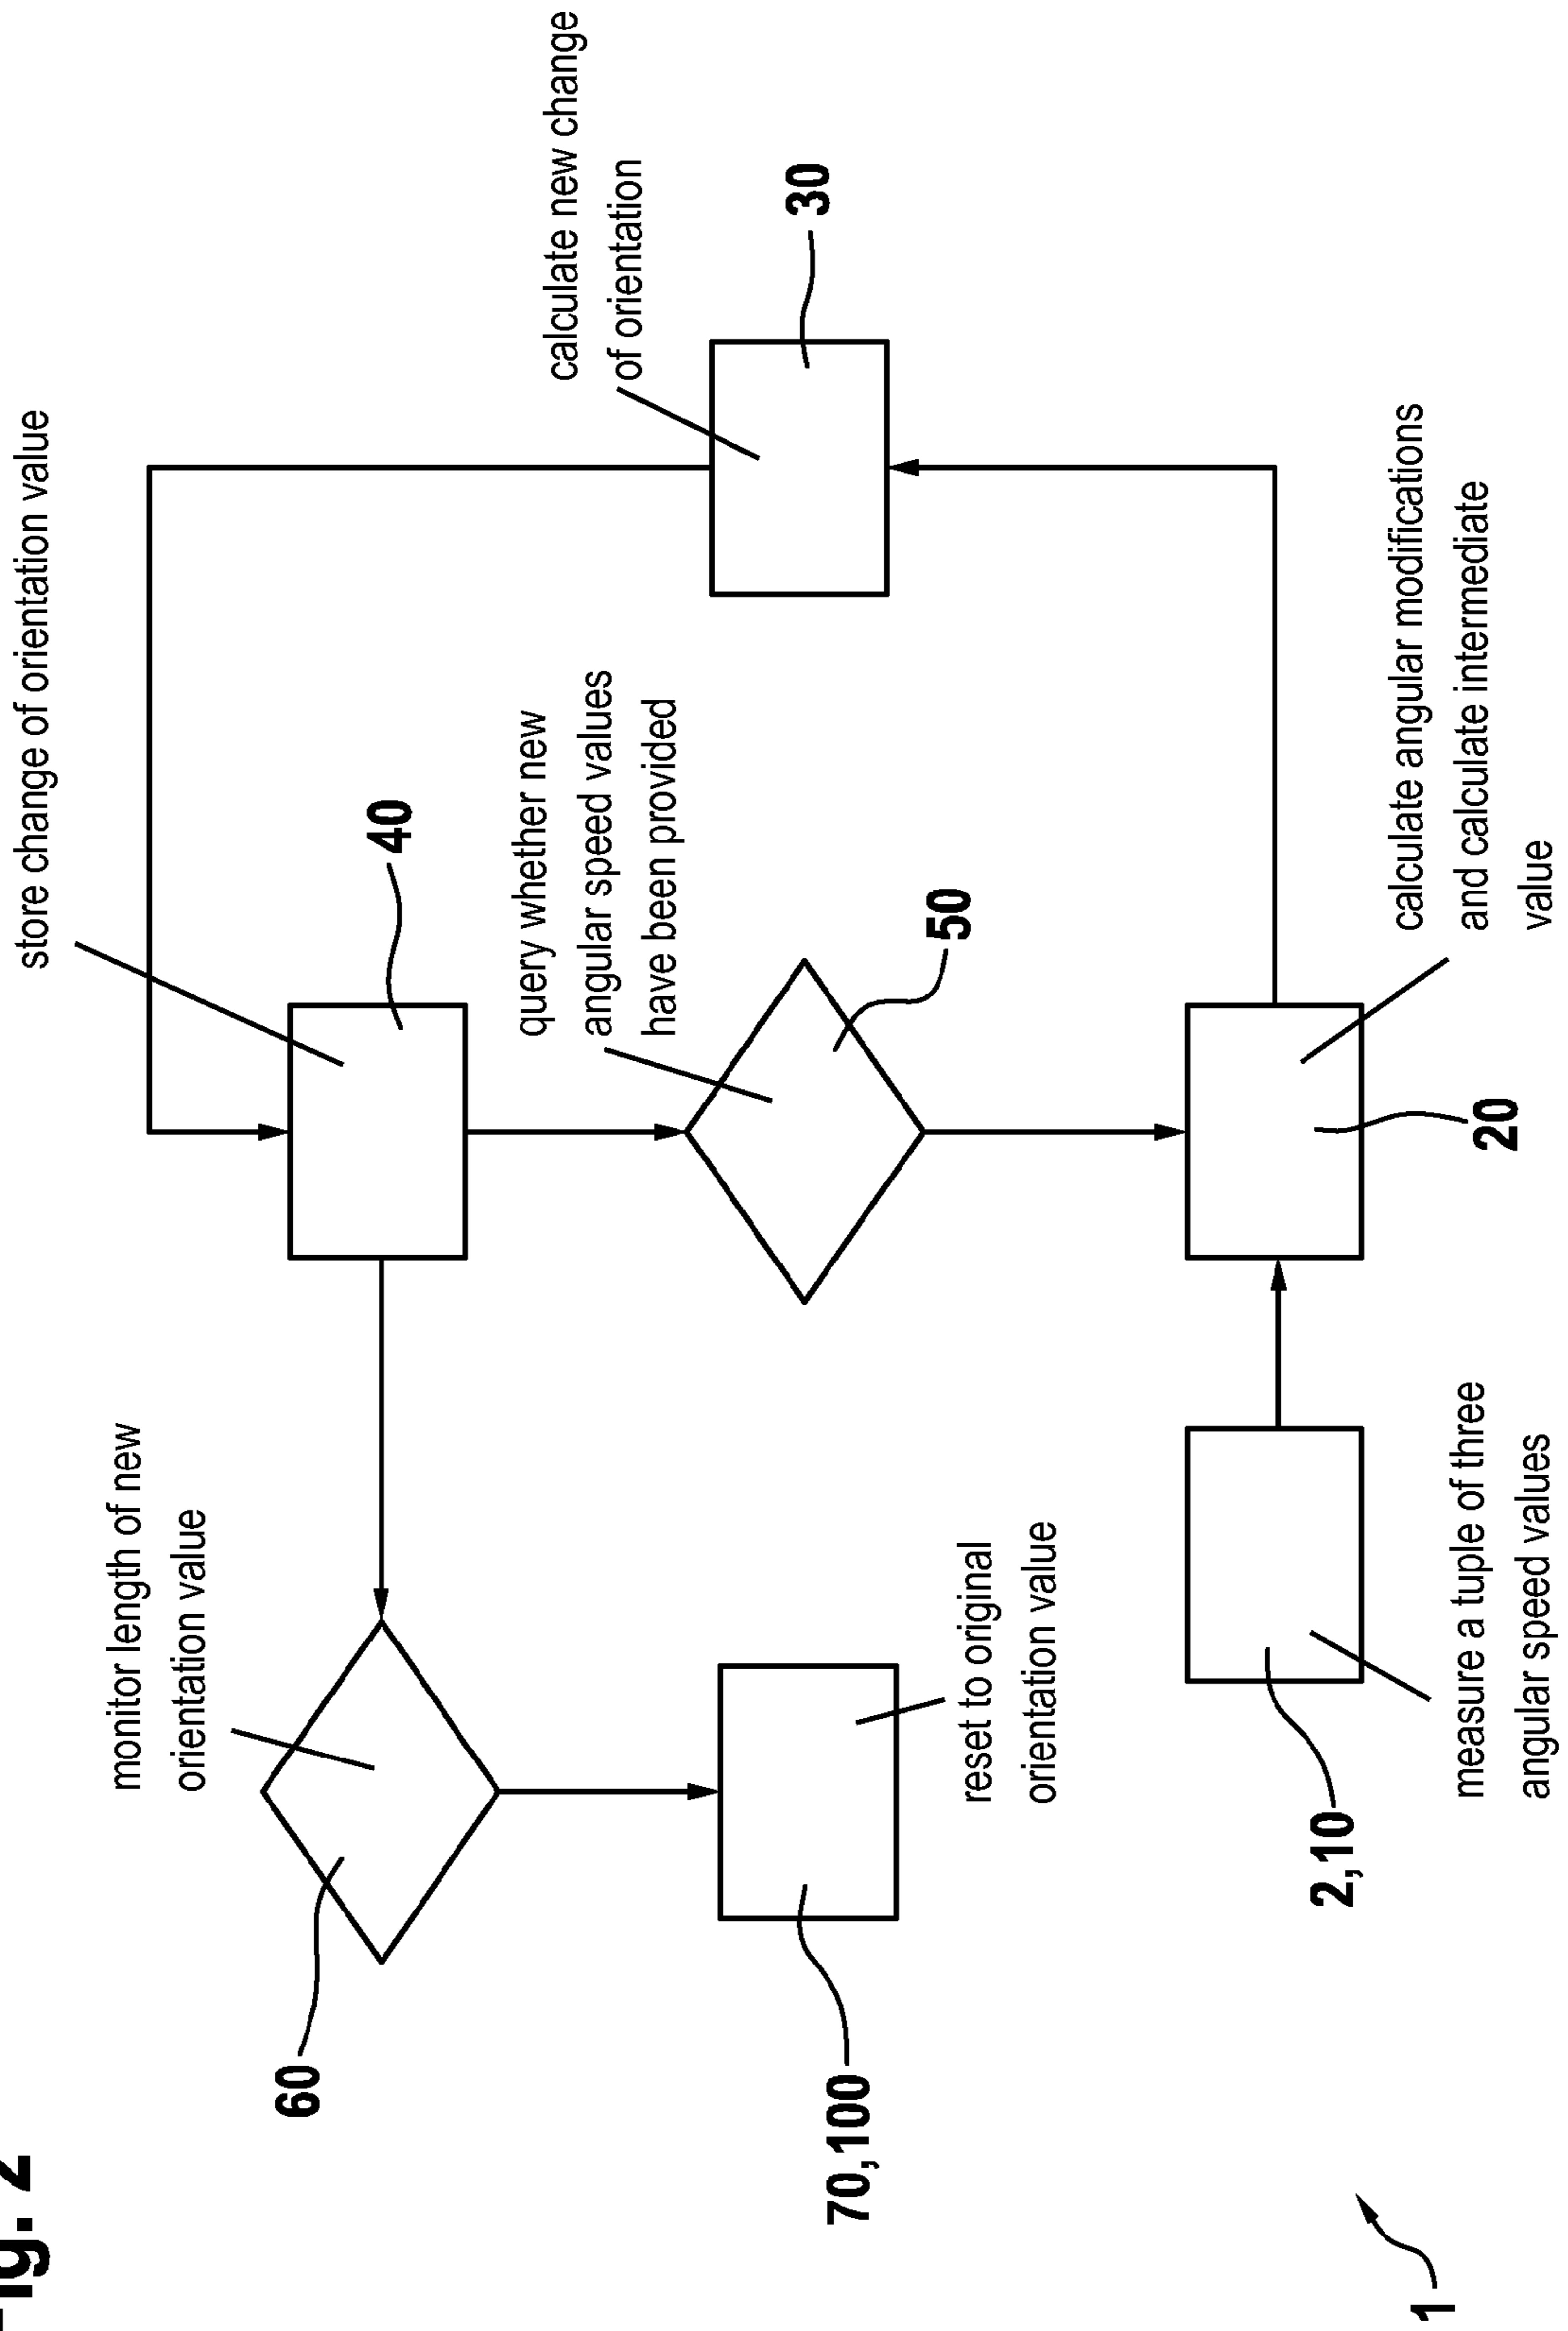 Fig. 2
store change of orientation value
monitor length of new
orientation value
60
40
calculate new change
of orientation
30
query whether new
angular speed values
have been provided
50
70,100
reset to original
orientation value
2,10
measure a tuple of three
angular speed values
20
calculate angular modifications
and calculate intermediate
value
1